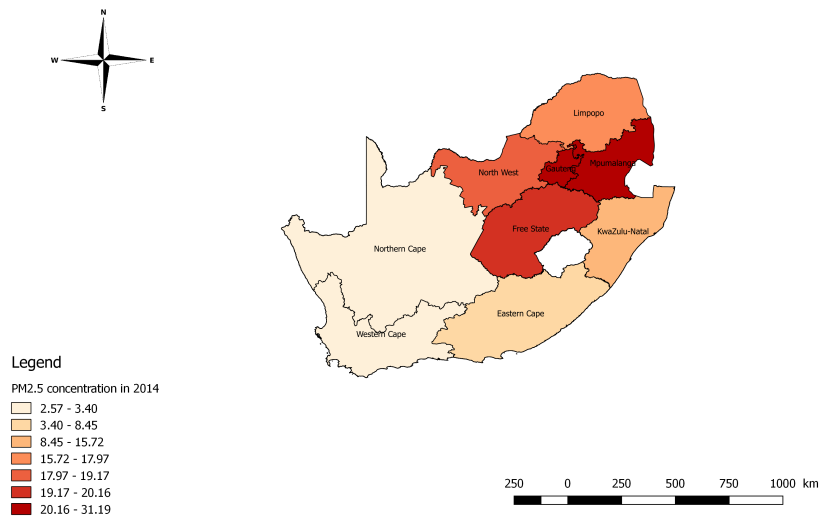 N
W
E
S
Limpopo
North West
Gauteng
Mpumalanga
Free State
KwaZulu-Natal
Northern Cape
Eastern Cape
Western Cape
Legend
PM2.5 concentration in 2014
2.57 - 3.40
3.40 - 8.45
8.45 - 15.72
15.72 - 17.97
17.97 - 19.17
19.17 - 20.16
20.16 - 31.19
250 0 250 500 750 1000 km